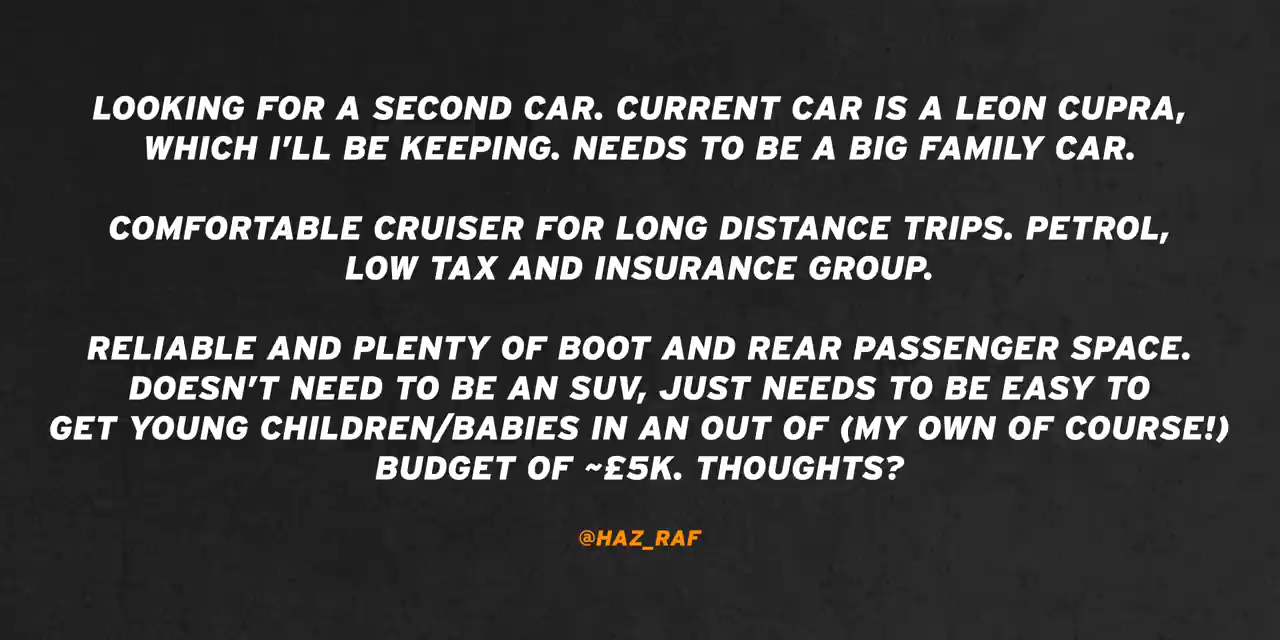 LOOKING FOR A SECOND CAR. CURRENT CAR IS A LEON CUPRA,
WHICH I'LL BE KEEPING. NEEDS TO BE A BIG FAMILY CAR.
COMFORTABLE CRUISER FOR LONG DISTANCE TRIPS. PETROL,
LOW TAX AND INSURANCE GROUP.
RELIABLE AND PLENTY OF BOOT AND REAR PASSENGER SPACE.
DOESN'T NEED TO BE AN SUV, JUST NEEDS TO BE EASY TO
GET YOUNG CHILDREN/BABIES IN AN OUT OF (MY OWN OF COURSE!)
BUDGET OF ~£5K. THOUGHTS?
@HAZ_RAF